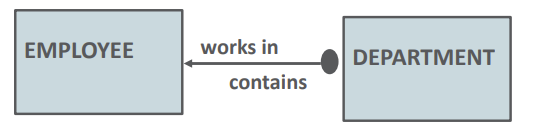 EMPLOYEE
works in
contains
DEPARTMENT